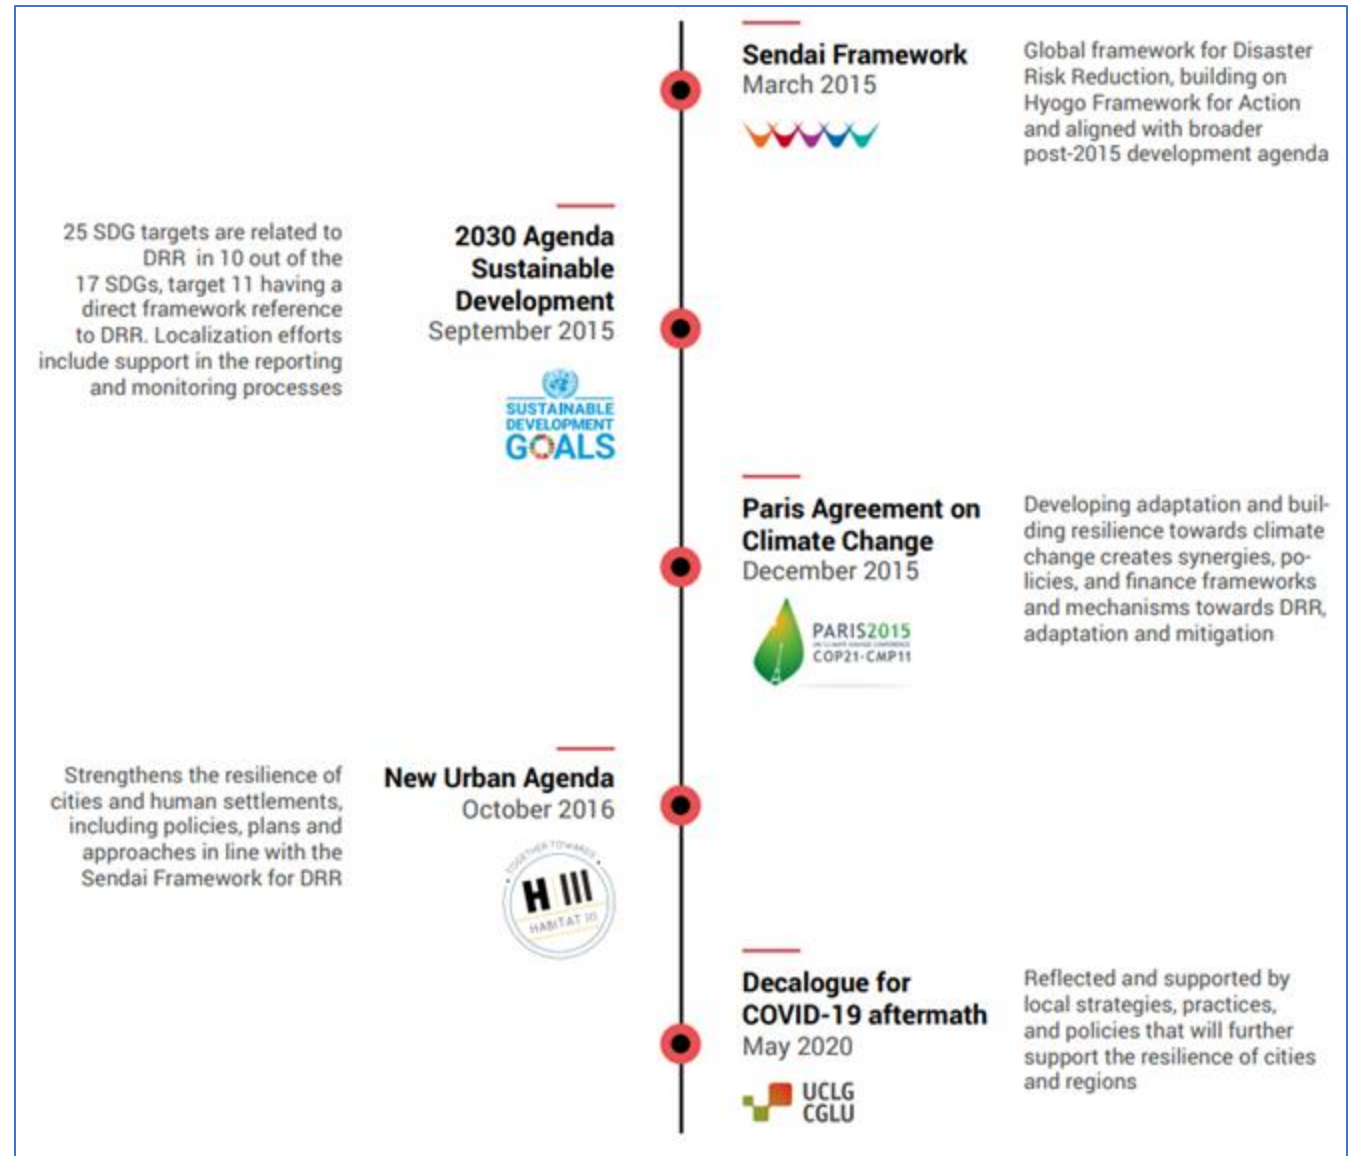 Sendai Framework
March 2015
Global framework for Disaster
Risk Reduction, building on
Hyogo Framework for Action
and aligned with broader
post-2015 development agenda
25 SDG targets are related to
DRR in 10 out of the
17 SDGs, target 11 having a
direct framework reference
to DRR. Localization efforts
include support in the reporting
and monitoring processes
2030 Agenda
Sustainable
Development
September 2015
SUSTAINABLE
DEVELOPMENT
GOALS
Paris Agreement on
Climate Change
December 2015
PARIS2015
UN CLIMATE CHANGE CONFERENCE
COP21·CMP11
Developing adaptation and buil-
ding resilience towards climate
change creates synergies, po-
licies, and finance frameworks
and mechanisms towards DRR,
adaptation and mitigation
Strengthens the resilience of
cities and human settlements,
including policies, plans and
approaches in line with the
Sendai Framework for DRR
New Urban Agenda
October 2016
TOGETHER TOWARDS
H III
HABITAT III
Decalogue for
COVID-19 aftermath
May 2020
UCLG
CGLU
Reflected and supported by
local strategies, practices,
and policies that will further
support the resilience of cities
and regions